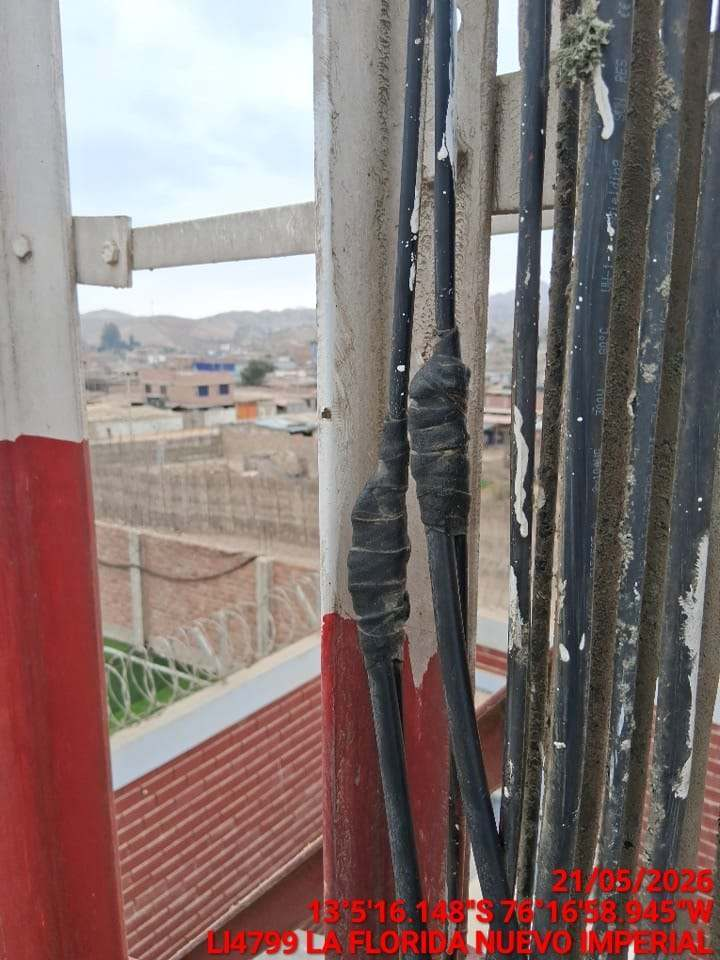 21/05/2026
13°5'16.148"S 76°16'58.945"W
LI4799 LA FLORIDA NUEVO IMPERIAL